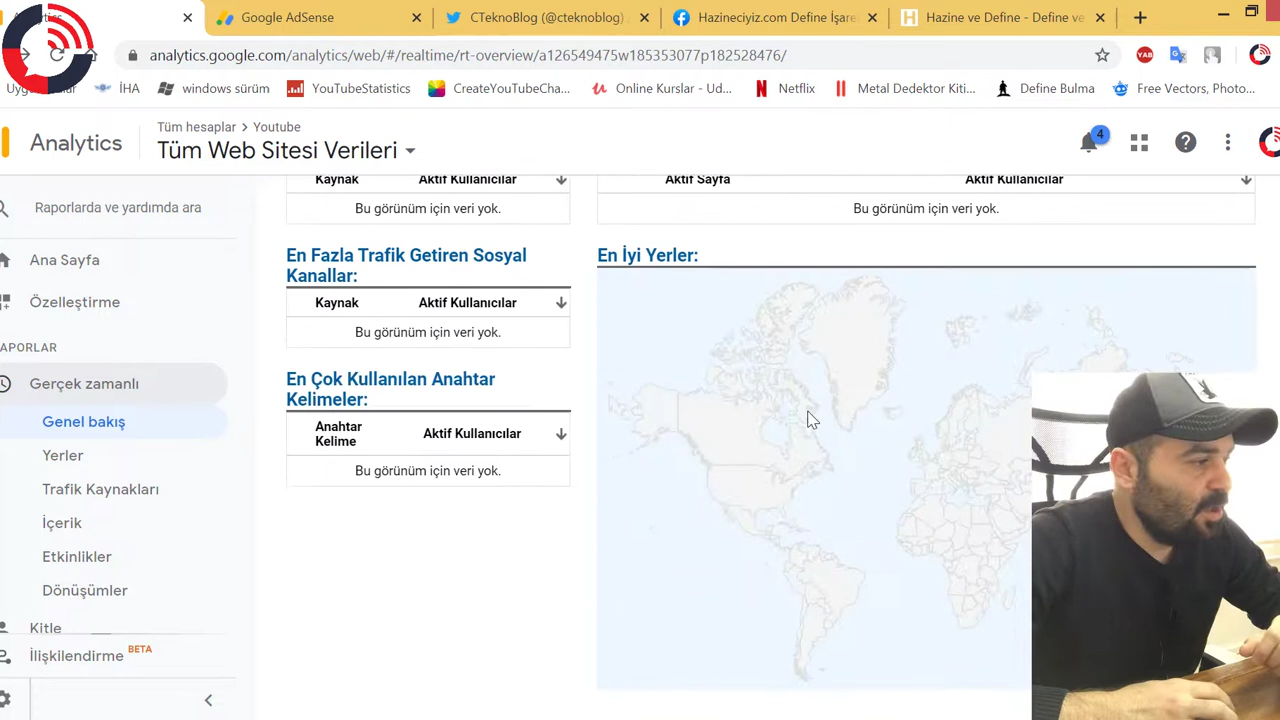 Google AdSense
CTeknoBlog (@cteknoblog)
Hazineciyiz.com Define İşare
Hazine ve Define - Define ve
analytics.google.com/analytics/web/#/realtime/rt-overview/a126549475w185353077p182528476/
YAB
İHA
windows sürüm
YouTubeStatistics
CreateYouTubeCha...
Online Kurslar - Ud...
Netflix
Metal Dedektor Kiti...
Define Bulma
Free Vectors, Photo...
Analytics
Tüm hesaplar > Youtube
Tüm Web Sitesi Verileri
4
Raporlarda ve yardımda ara
Ana Sayfa
Özelleştirme
APORLAR
Gerçek zamanlı
Genel bakış
Yerler
Trafik Kaynakları
İçerik
Etkinlikler
Dönüşümler
Kitle
İlişkilendirme BETA
Kaynak Aktif Kullanıcılar
Bu görünüm için veri yok.
En Fazla Trafik Getiren Sosyal
Kanallar:
Kaynak Aktif Kullanıcılar
Bu görünüm için veri yok.
En Çok Kullanılan Anahtar
Kelimeler:
Anahtar
Kelime Aktif Kullanıcılar
Bu görünüm için veri yok.
Aktif Sayfa Aktif Kullanıcılar
Bu görünüm için veri yok.
En İyi Yerler: